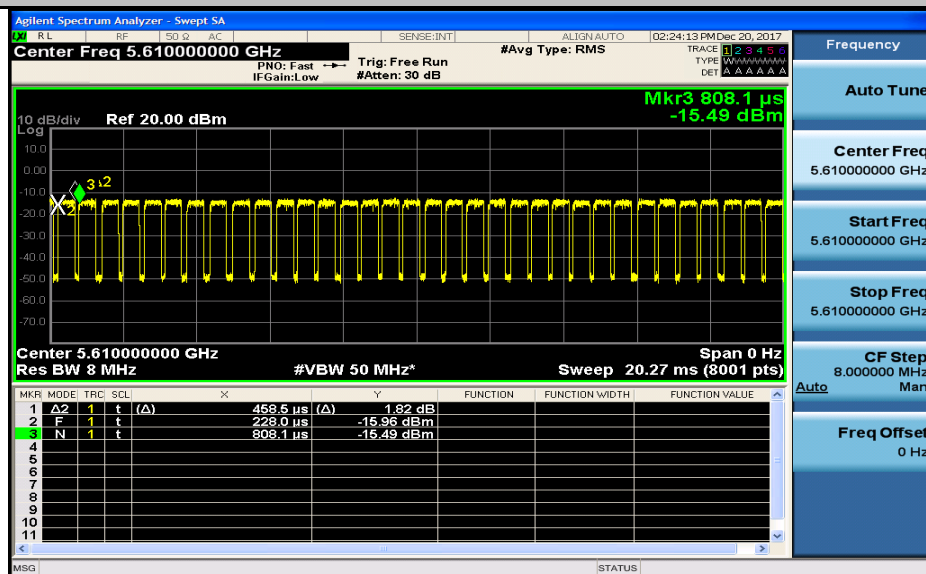 Agilent Spectrum Analyzer - Swept SA
LXI RL RF 50 Ω AC SENSE:INT ALIGN AUTO 02:24:13 PM Dec 20, 2017
Center Freq 5.610000000 GHz #Avg Type: RMS TRACE 1 2 3 4 5 6
PNO: Fast Trig: Free Run TYPE WWWWWW
IFGain:Low #Atten: 30 dB DET A A A A A A
Mkr3 808.1 µs
10 dB/div Ref 20.00 dBm -15.49 dBm
Log
10.0
0.00
-10.0
-20.0
-30.0
-40.0
-50.0
-60.0
-70.0
3 2
2
Center 5.610000000 GHz Span 0 Hz
Res BW 8 MHz #VBW 50 MHz* Sweep 20.27 ms (8001 pts)
MKR MODE TRC SCL X Y FUNCTION FUNCTION WIDTH FUNCTION VALUE
1 Δ2 1 t (Δ) 458.5 µs (Δ) 1.82 dB
2 F 1 t 228.0 µs -15.96 dBm
3 N 1 t 808.1 µs -15.49 dBm
4
5
6
7
8
9
10
11
MSG STATUS
Frequency
Auto Tune
Center Freq
5.610000000 GHz
Start Freq
5.610000000 GHz
Stop Freq
5.610000000 GHz
CF Step
8.000000 MHz
Auto Man
Freq Offset
0 Hz